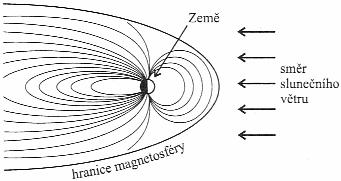 Země
směr
slunečního
větru
hranice magnetosféry